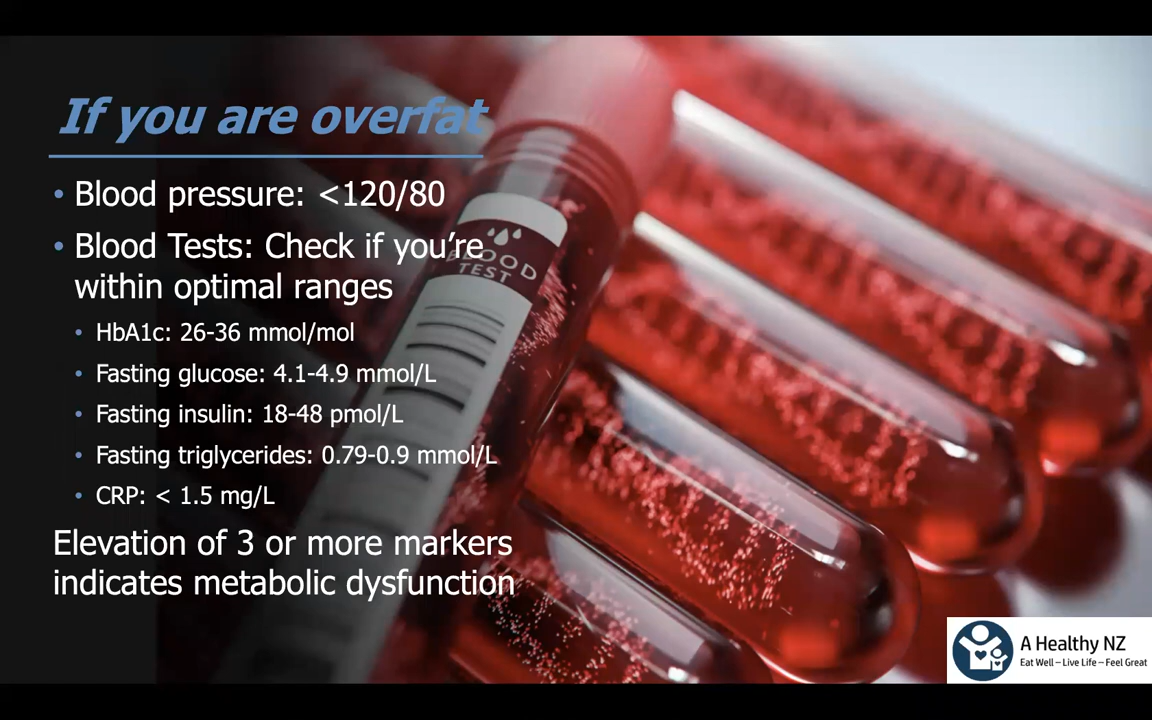 If you are overfat
• Blood pressure: <120/80
• Blood Tests: Check if you’re
within optimal ranges
• HbA1c: 26-36 mmol/mol
• Fasting glucose: 4.1-4.9 mmol/L
• Fasting insulin: 18-48 pmol/L
• Fasting triglycerides: 0.79-0.9 mmol/L
• CRP: < 1.5 mg/L
Elevation of 3 or more markers
indicates metabolic dysfunction
BLOOD
TEST
A Healthy NZ
Eat Well – Live Life – Feel Great